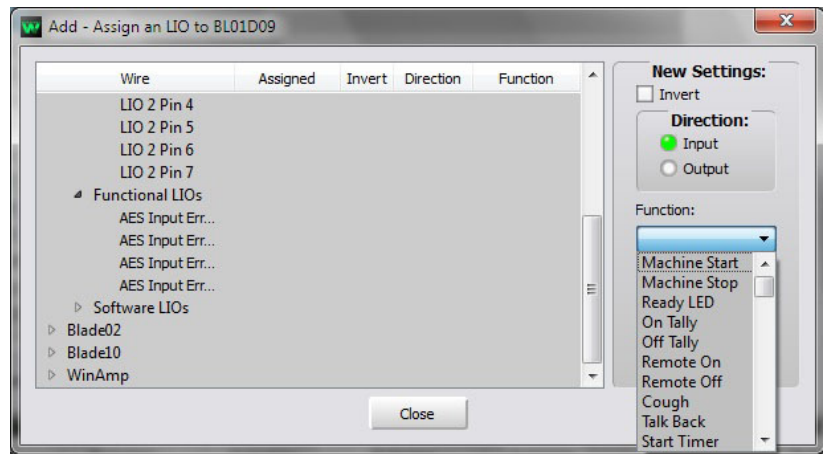 Add - Assign an LIO to BL01D09
Wire Assigned Invert Direction Function
LIO 2 Pin 4
LIO 2 Pin 5
LIO 2 Pin 6
LIO 2 Pin 7
Functional LIOs
AES Input Err...
AES Input Err...
AES Input Err...
AES Input Err...
Software LIOs
Blade02
Blade10
WinAmp
Close
New Settings:
Invert
Direction:
Input
Output
Function:
Machine Start
Machine Stop
Ready LED
On Tally
Off Tally
Remote On
Remote Off
Cough
Talk Back
Start Timer